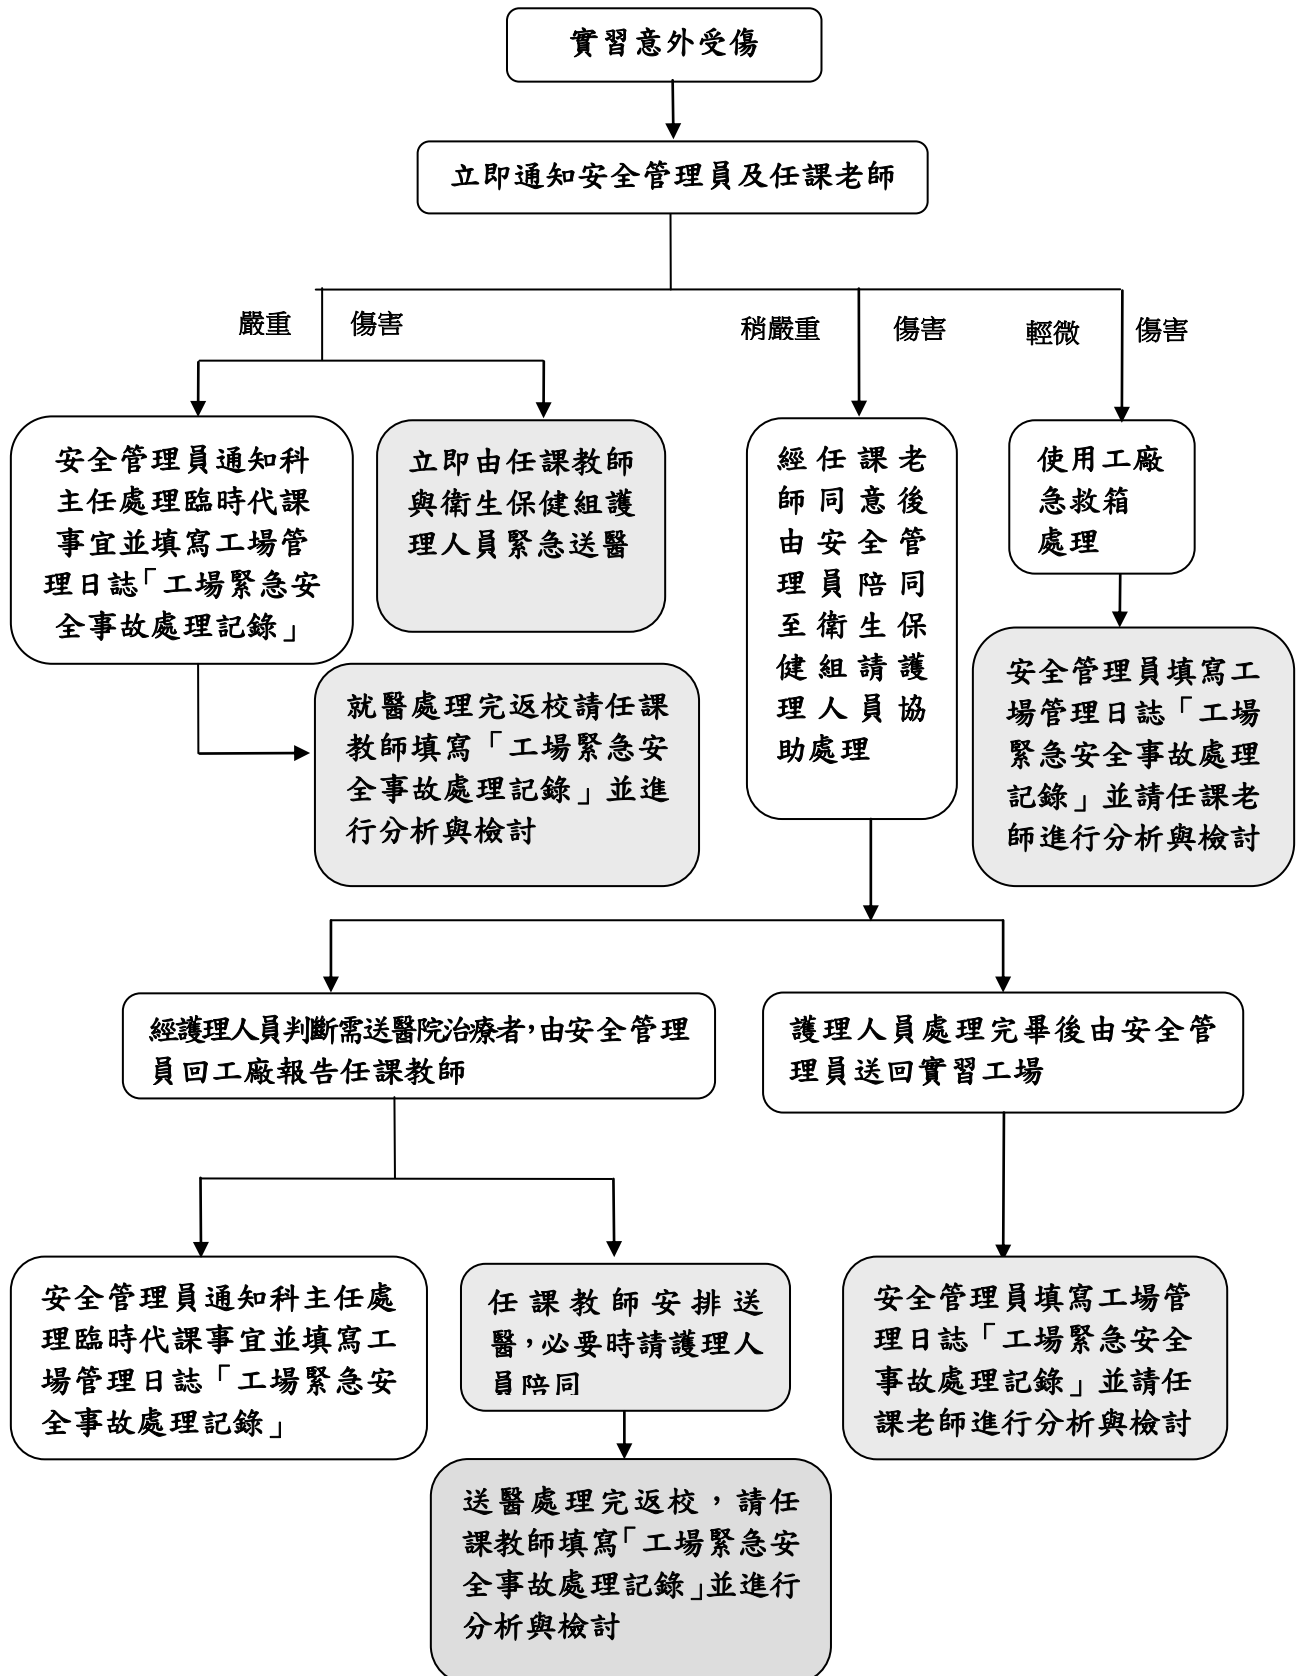 實習意外受傷
立即通知安全管理員及任課老師
嚴重 傷害
稍嚴重 傷害
輕微 傷害
安全管理員通知科
主任處理臨時代課
事宜並填寫工場管
理日誌「工場緊急安
全事故處理記錄」
立即由任課教師
與衛生保健組護
理人員緊急送醫
經任課老
師同意後
由安全管
理員陪同
至衛生保
健組請護
理人員協
助處理
使用工廠
急救箱
處理
就醫處理完返校請任課
教師填寫「工場緊急安
全事故處理記錄」並進
行分析與檢討
安全管理員填寫工
場管理日誌「工場
緊急安全事故處理
記錄」並請任課老
師進行分析與檢討
經護理人員判斷需送醫院治療者，由安全管理
員回工廠報告任課教師
護理人員處理完畢後由安全管
理員送回實習工場
安全管理員通知科主任處
理臨時代課事宜並填寫工
場管理日誌「工場緊急安
全事故處理記錄」
任課教師安排送
醫，必要時請護理人
員陪同
安全管理員填寫工場管
理日誌「工場緊急安全
事故處理記錄」並請任
課老師進行分析與檢討
送醫處理完返校，請任
課教師填寫「工場緊急安
全事故處理記錄」並進行
分析與檢討